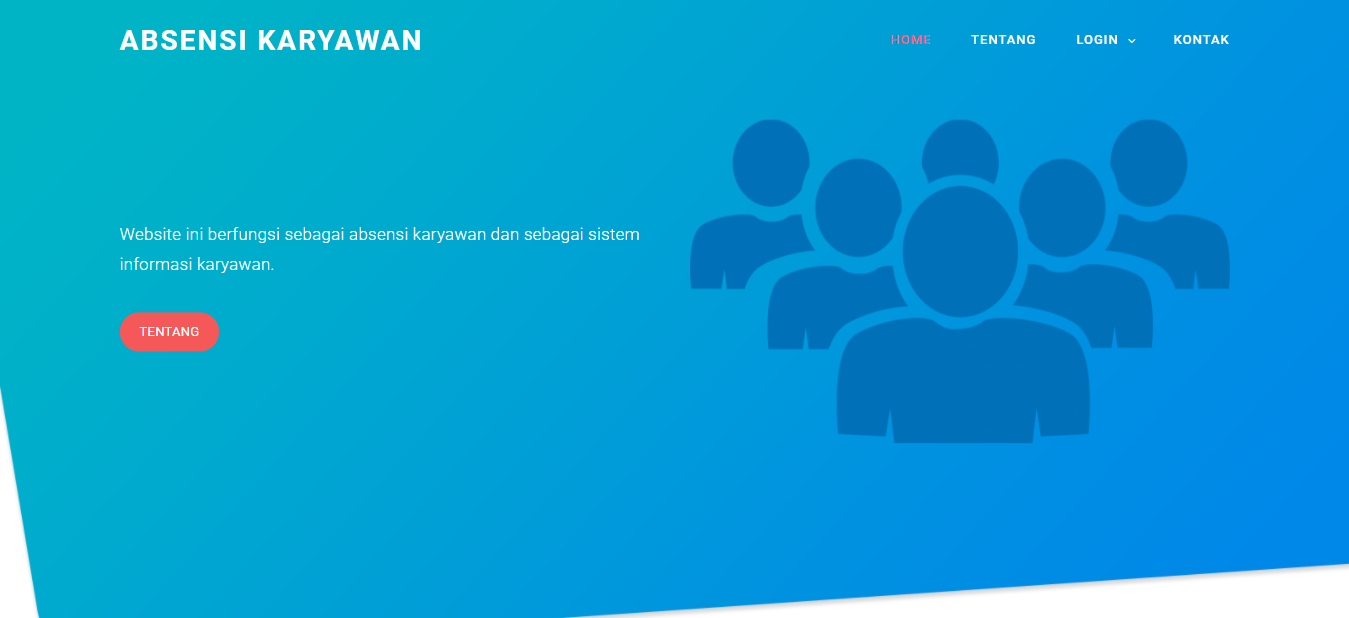 ABSENSI KARYAWAN
HOME TENTANG LOGIN KONTAK
Website ini berfungsi sebagai absensi karyawan dan sebagai sistem
informasi karyawan.
TENTANG